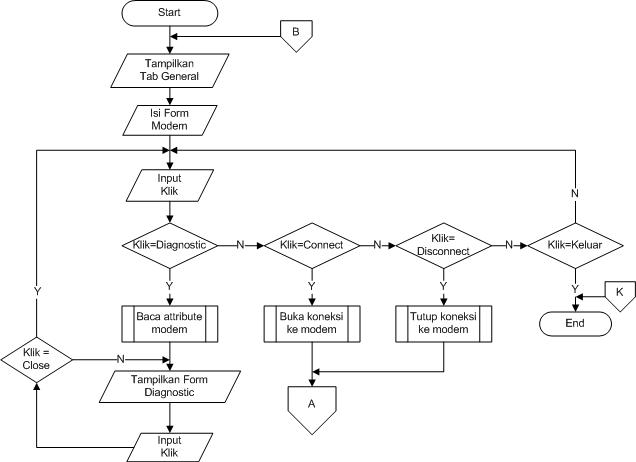 Start
B
Tampilkan
Tab General
Isi Form
Modem
Input
Klik
N
Klik=Diagnostic
N
Klik=Connect
N
Klik=
Disconnect
N
Klik=Keluar
Y
Y
Y
Y
Y
K
Baca attribute
modem
Buka koneksi
ke modem
Tutup koneksi
ke modem
End
Klik =
Close
N
Tampilkan Form
Diagnostic
A
Input
Klik